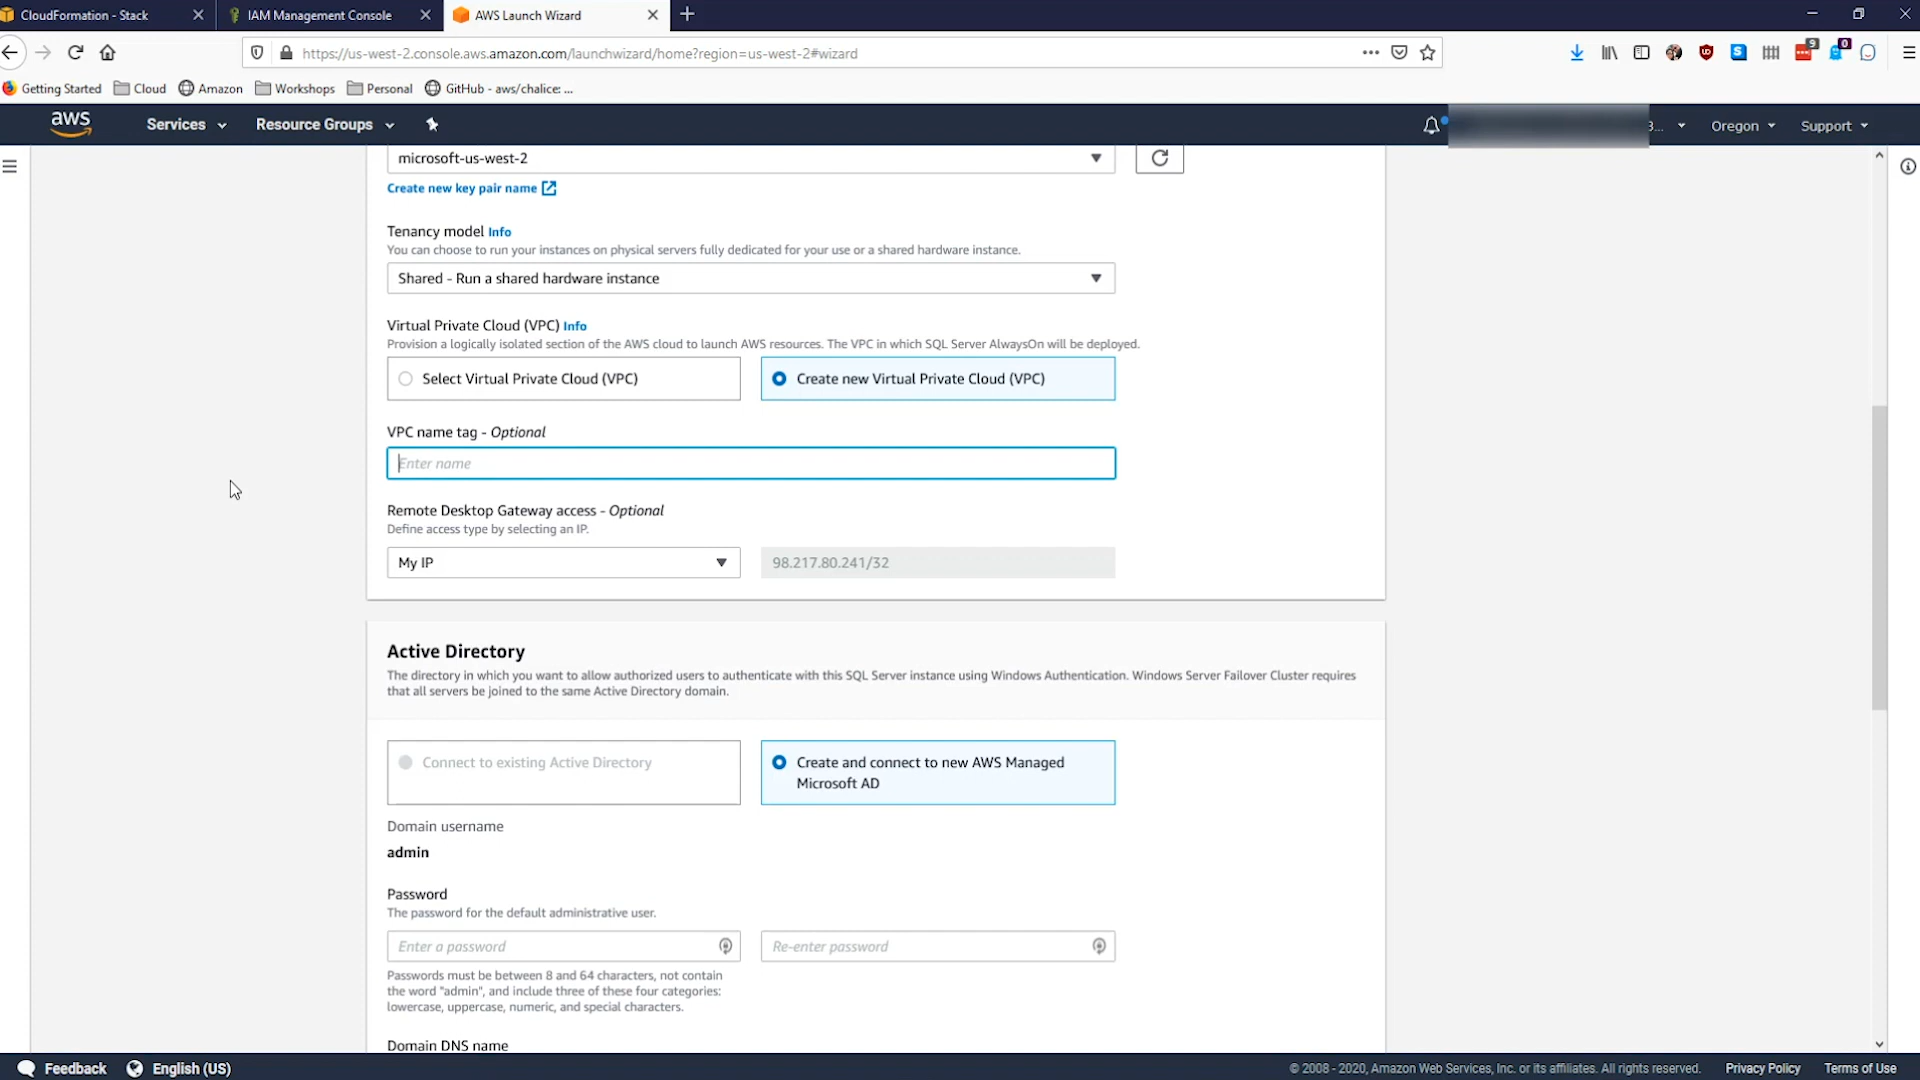 CloudFormation - Stack
IAM Management Console
AWS Launch Wizard
https://us-west-2.console.aws.amazon.com/launchwizard/home?region=us-west-2#wizard
9
0
Getting Started
Cloud
Amazon
Workshops
Personal
GitHub - aws/chalice: ...
aws
Services
Resource Groups
3...
Oregon
Support
microsoft-us-west-2
Create new key pair name
Tenancy model Info
You can choose to run your instances on physical servers fully dedicated for your use or a shared hardware instance.
Shared - Run a shared hardware instance
Virtual Private Cloud (VPC) Info
Provision a logically isolated section of the AWS cloud to launch AWS resources. The VPC in which SQL Server AlwaysOn will be deployed.
Select Virtual Private Cloud (VPC)
Create new Virtual Private Cloud (VPC)
VPC name tag - Optional
Enter name
Remote Desktop Gateway access - Optional
Define access type by selecting an IP.
My IP
98.217.80.241/32
Active Directory
The directory in which you want to allow authorized users to authenticate with this SQL Server instance using Windows Authentication. Windows Server Failover Cluster requires
that all servers be joined to the same Active Directory domain.
Connect to existing Active Directory
Create and connect to new AWS Managed
Microsoft AD
Domain username
admin
Password
The password for the default administrative user.
Enter a password
Re-enter password
Passwords must be between 8 and 64 characters, not contain
the word "admin", and include three of these four categories:
lowercase, uppercase, numeric, and special characters.
Domain DNS name
Feedback
English (US)
© 2008 - 2020, Amazon Web Services, Inc. or its affiliates. All rights reserved.
Privacy Policy
Terms of Use